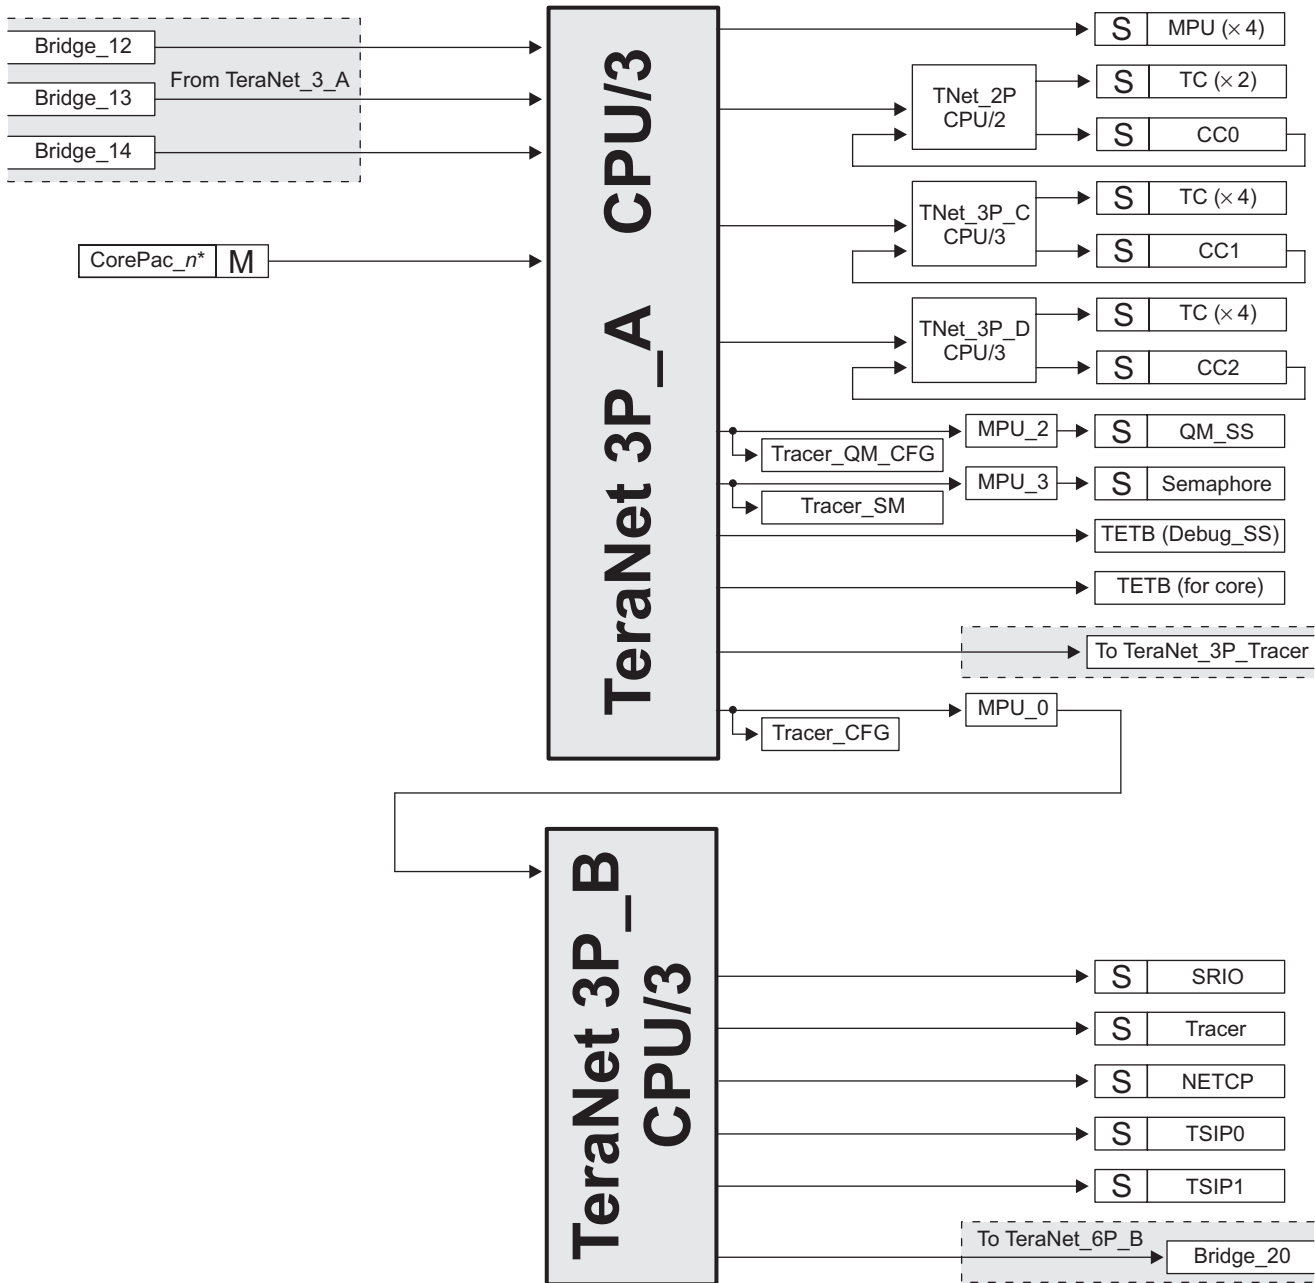 Bridge_12
From TeraNet_3_A
Bridge_13
Bridge_14
CorePac_n* M
TeraNet 3P_A CPU/3
S MPU (× 4)
TNet_2P
CPU/2
S TC (× 2)
S CC0
TNet_3P_C
CPU/3
S TC (× 4)
S CC1
TNet_3P_D
CPU/3
S TC (× 4)
S CC2
MPU_2 S QM_SS
Tracer_QM_CFG
MPU_3 S Semaphore
Tracer_SM
TETB (Debug_SS)
TETB (for core)
To TeraNet_3P_Tracer
MPU_0
Tracer_CFG
TeraNet 3P_B
CPU/3
S SRIO
S Tracer
S NETCP
S TSIP0
S TSIP1
To TeraNet_6P_B
Bridge_20